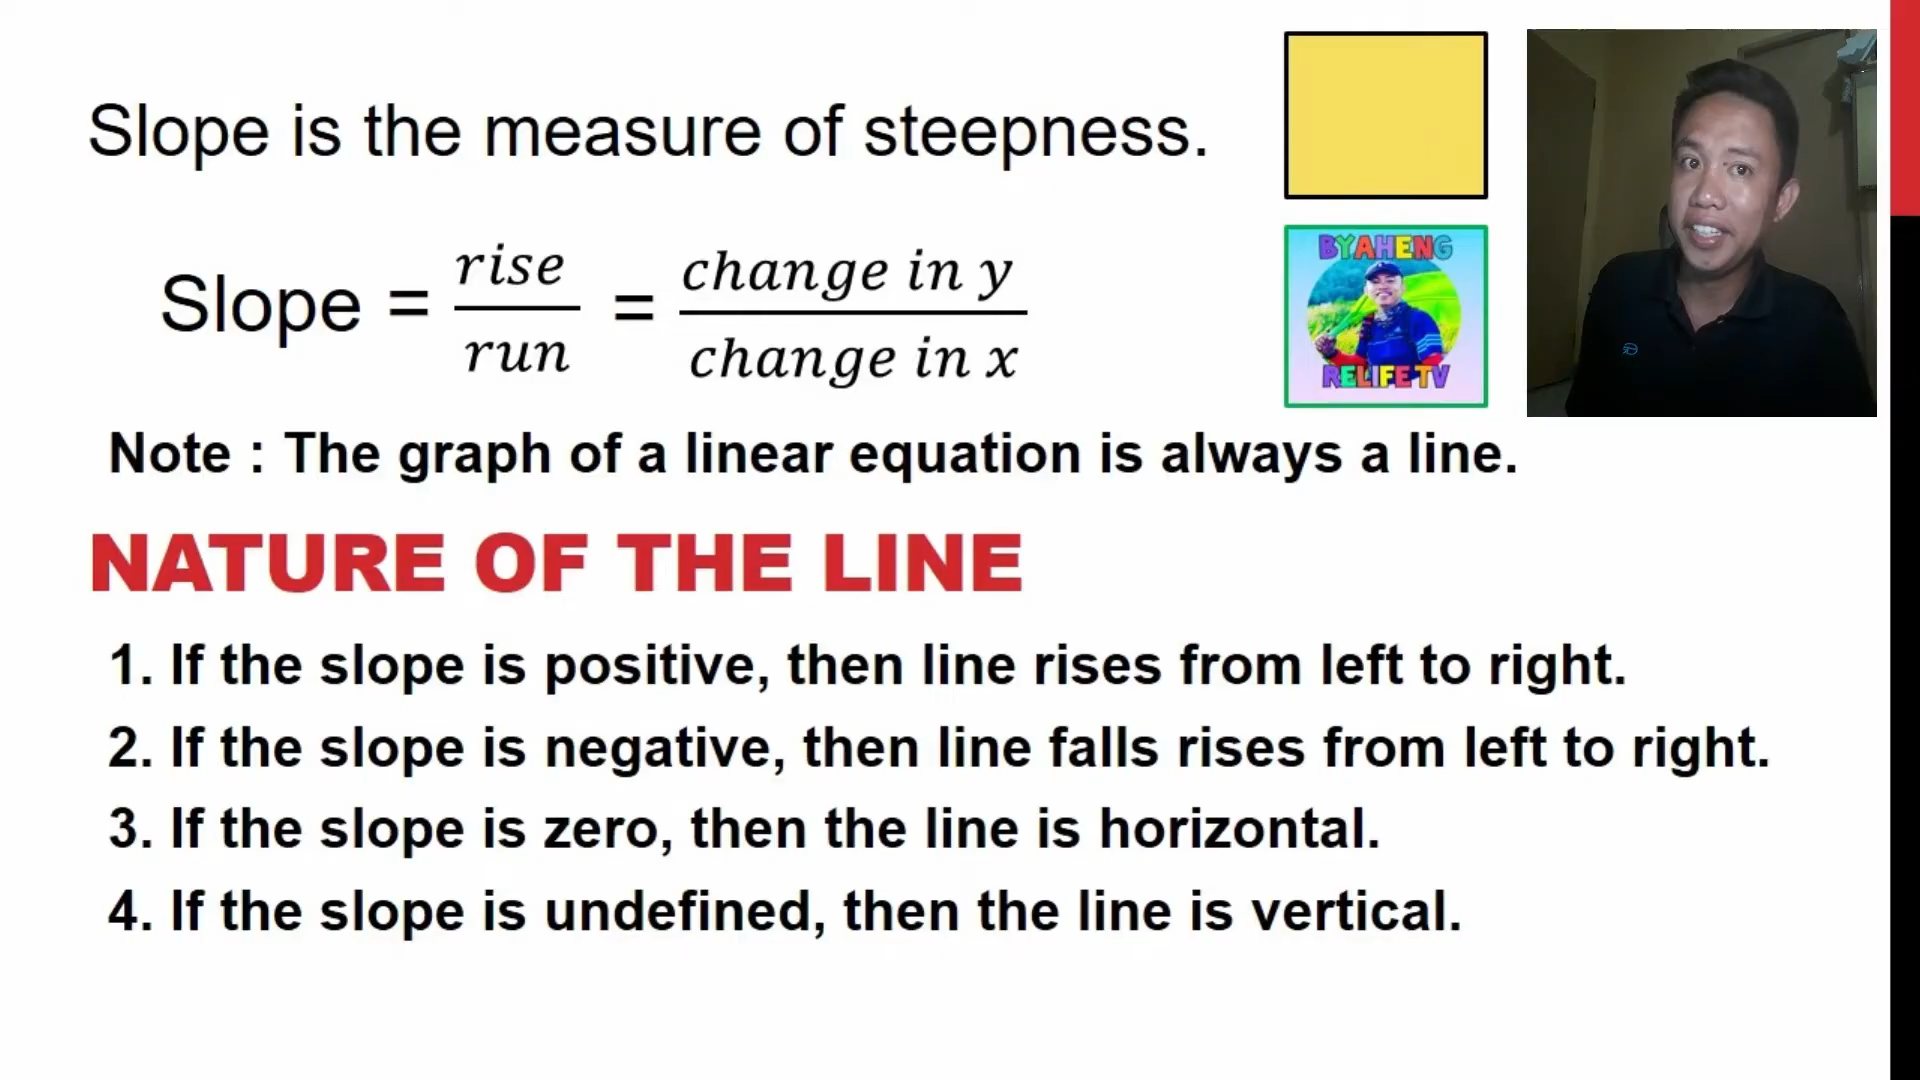 Slope is the measure of steepness.
Slope = rise/run = change in y/change in x
BYAHENG
RELIFE TV
Note : The graph of a linear equation is always a line.
NATURE OF THE LINE
1. If the slope is positive, then line rises from left to right.
2. If the slope is negative, then line falls rises from left to right.
3. If the slope is zero, then the line is horizontal.
4. If the slope is undefined, then the line is vertical.